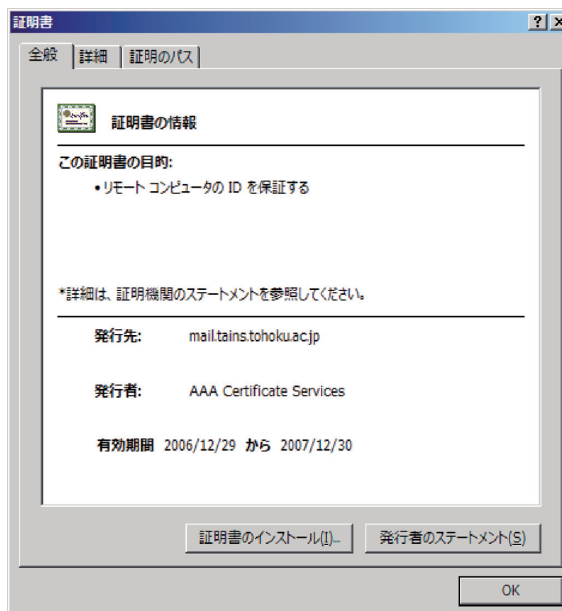 証明書
全般 詳細 証明のパス
証明書の情報
この証明書の目的:
•リモート コンピュータの ID を保証する
*詳細は、証明機関のステートメントを参照してください。
発行先: mail.tains.tohoku.ac.jp
発行者: AAA Certificate Services
有効期間 2006/12/29 から 2007/12/30
証明書のインストール(I)... 発行者のステートメント(S)
OK